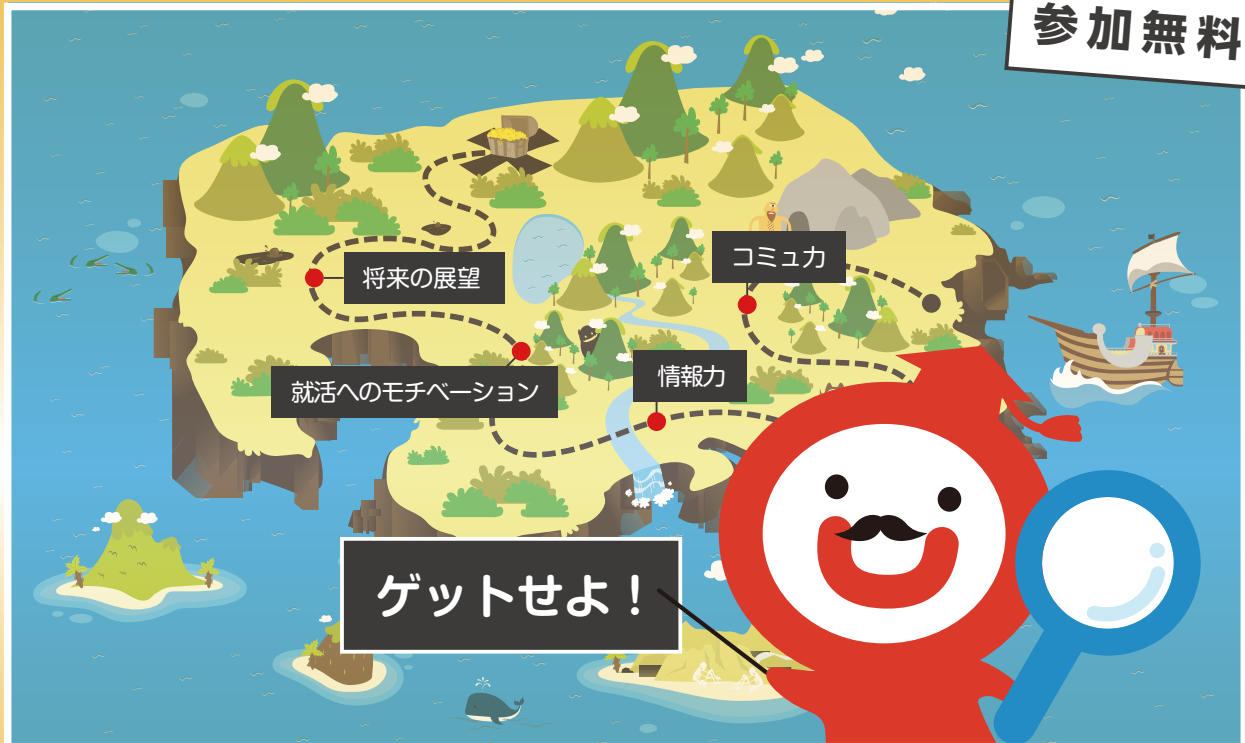 参加無料
コミュ力
将来の展望
情報力
就活へのモチベーション
ゲットせよ！